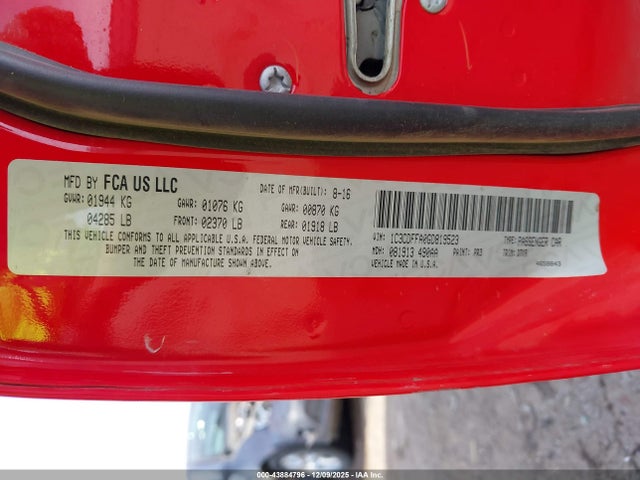 MFD BY FCA US LLC DATE OF MFR(BUILT): 8-16
GVWR: 01944 KG GAWR: 01076 KG GAWR: 00870 KG
04285 LB FRONT: 02370 LB REAR: 01918 LB
THIS VEHICLE CONFORMS TO ALL APPLICABLE U.S.A. MOTOR VEHICLE SAFETY,
BUMPER AND THEFT PREVENTION STANDARDS IN EFFECT ON
THE DATE OF MANUFACTURE SHOWN ABOVE.
VIN: 1C3CDFFA0GD819523 TYPE: PASSENGER CAR
MDH: 081913 490AA PAINT: PR3 TRIM:
VEHICLE MADE IN U.S.A.
000-43884796 - 12/09/2025 - IAA Inc.